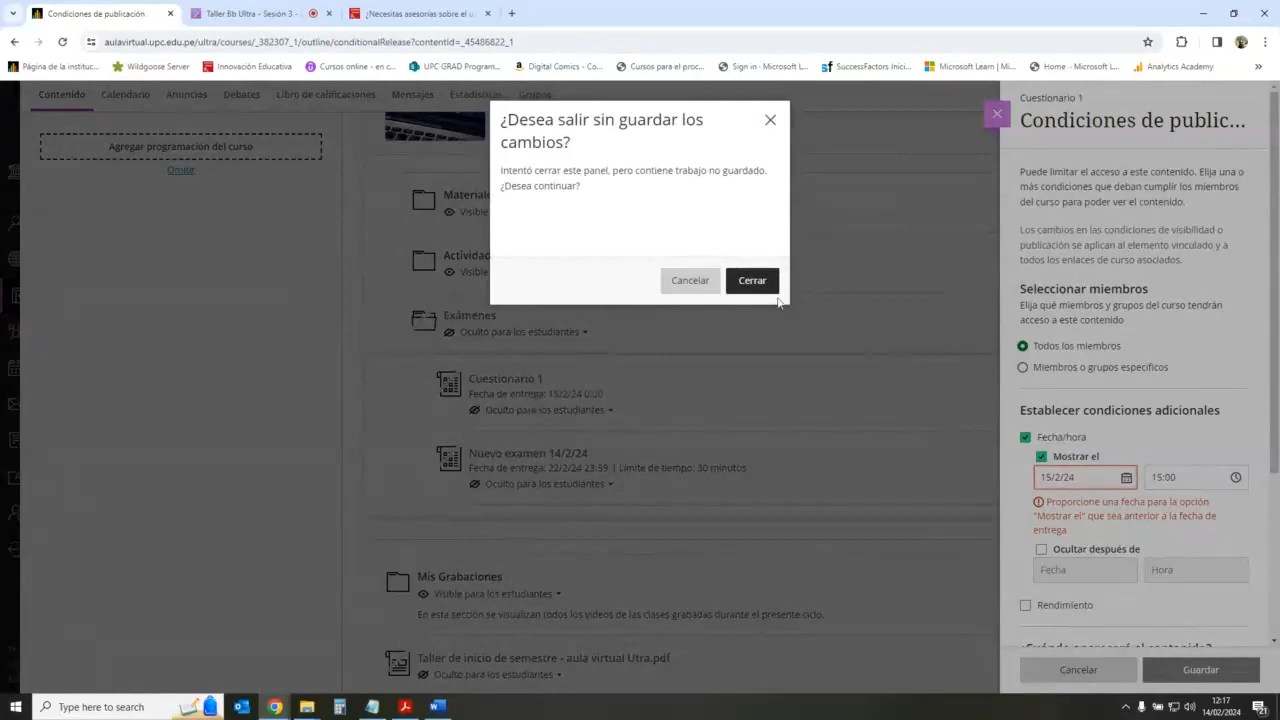 Condiciones de publicación
Taller Bb Ultra - Sesión 3 -
¿Necesitas asesorías sobre el u
aulavirtual.upc.edu.pe/ultra/courses/_382307_1/outline/conditionalRelease?contentId=_45486822_1
Página de la instituc...
Wildgoose Server
Innovación Educativa
Cursos online - en c...
UPC GRAD Program...
Digital Comics - Co...
Cursos para el proc...
Sign in · Microsoft L...
SuccessFactors Inici...
Microsoft Learn | Mi...
Home · Microsoft L...
Analytics Academy
»
Contenido
Calendario
Anuncios
Debates
Libro de calificaciones
Mensajes
Estadísticas
Grupos
Agregar programación del curso
Omitir
Materiale
Visible
Actividad
Visible
Exámenes
Oculto para los estudiantes
Cuestionario 1
Fecha de entrega: 15/2/24 0:00
Oculto para los estudiantes
Nuevo examen 14/2/24
Fecha de entrega: 22/2/24 23:59 | Límite de tiempo: 30 minutos
Oculto para los estudiantes
Mis Grabaciones
Visible para los estudiantes
En esta sección se visualizan todos los videos de las clases grabadas durante el presente ciclo.
Taller de inicio de semestre - aula virtual Utra.pdf
Oculto para los estudiantes
¿Desea salir sin guardar los
cambios?
Intentó cerrar este panel, pero contiene trabajo no guardado.
¿Desea continuar?
Cancelar
Cerrar
Cuestionario 1
Condiciones de public...
Puede limitar el acceso a este contenido. Elija una o
más condiciones que deban cumplir los miembros
del curso para poder ver el contenido.
Los cambios en las condiciones de visibilidad o
publicación se aplican al elemento vinculado y a
todos los enlaces de curso asociados.
Seleccionar miembros
Elija qué miembros y grupos del curso tendrán
acceso a este contenido
Todos los miembros
Miembros o grupos específicos
Establecer condiciones adicionales
Fecha/hora
Mostrar el
15/2/24
15:00
Proporcione una fecha para la opción
"Mostrar el" que sea anterior a la fecha de
entrega
Ocultar después de
Fecha
Hora
Rendimiento
¿Cuándo aparecerá el contenido?
Cancelar
Guardar
Type here to search
12:17
14/02/2024
21